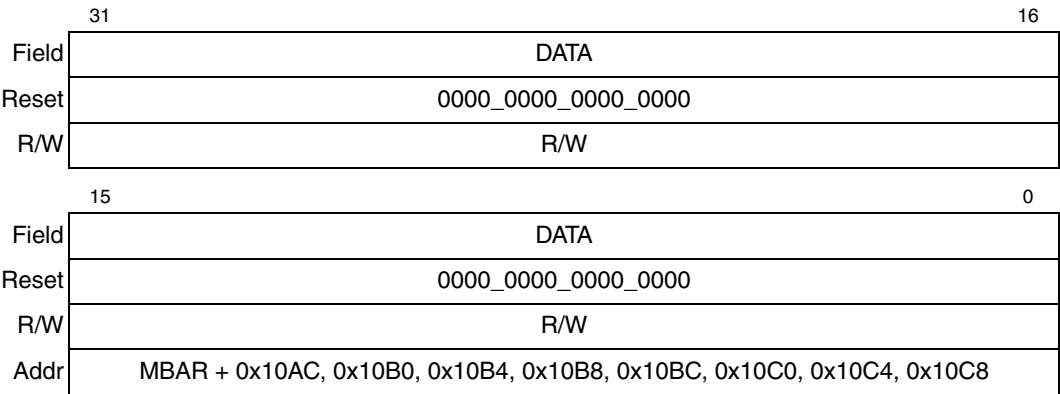 31 16
Field DATA
Reset 0000_0000_0000_0000
R/W R/W
15 0
Field DATA
Reset 0000_0000_0000_0000
R/W R/W
Addr MBAR + 0x10AC, 0x10B0, 0x10B4, 0x10B8, 0x10BC, 0x10C0, 0x10C4, 0x10C8